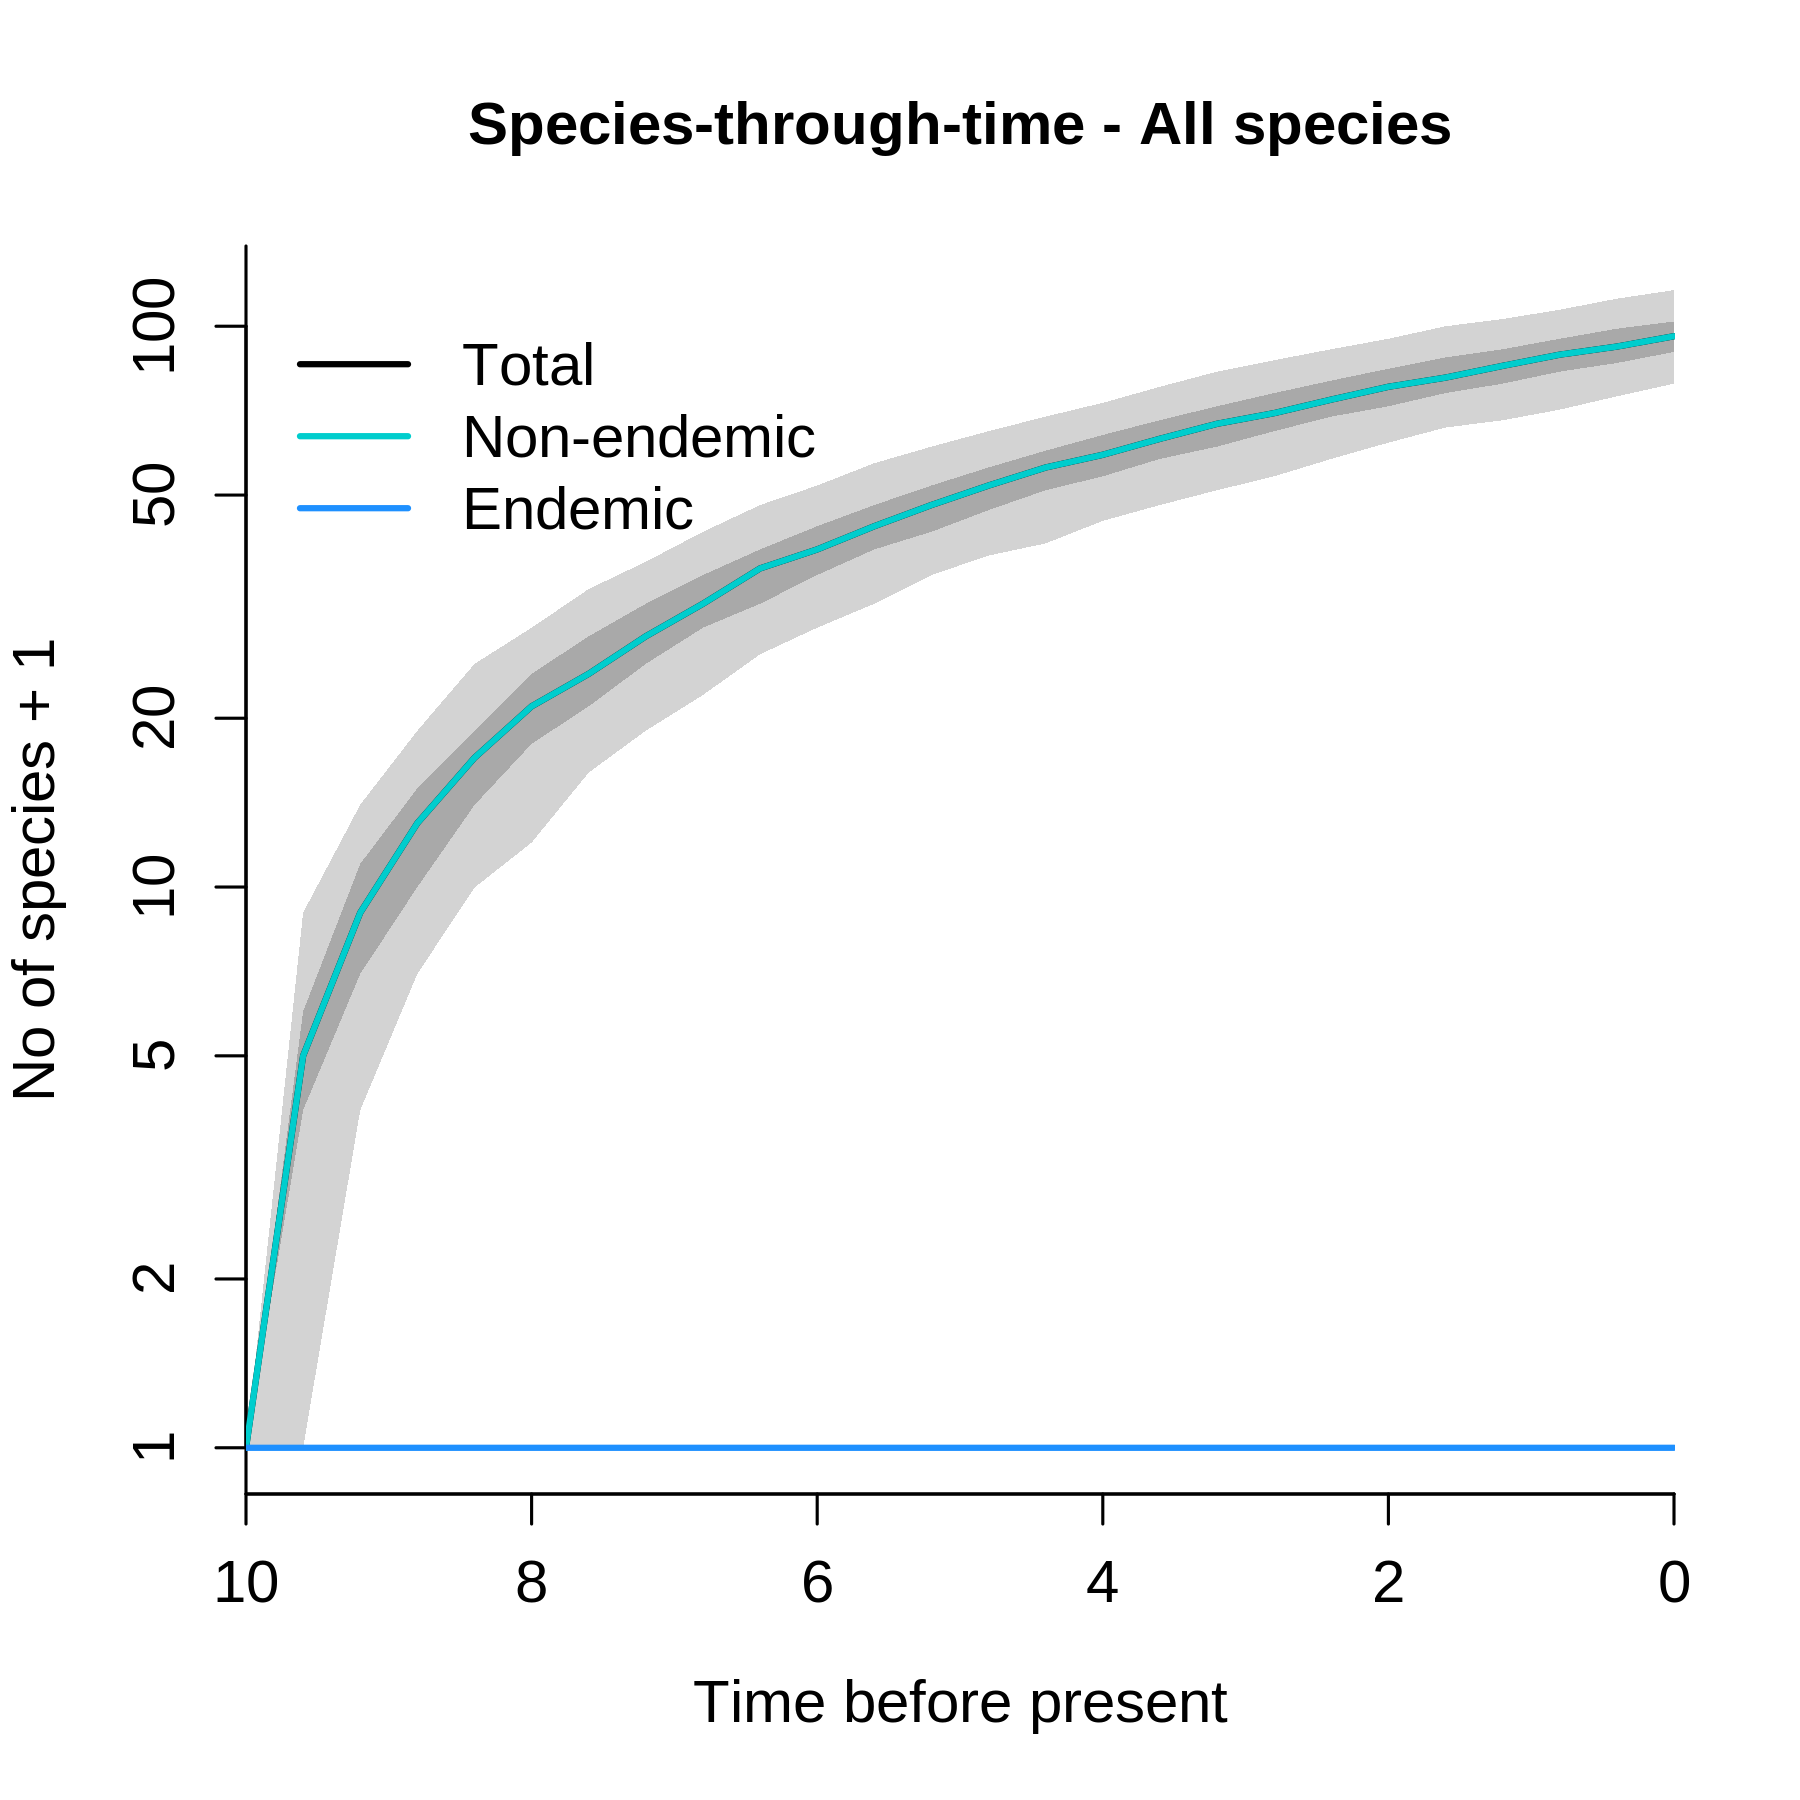 Species-through-time - All species
Total
Non-endemic
Endemic
No of species + 1
100
50
20
10
5
2
1
10 8 6 4 2 0
Time before present